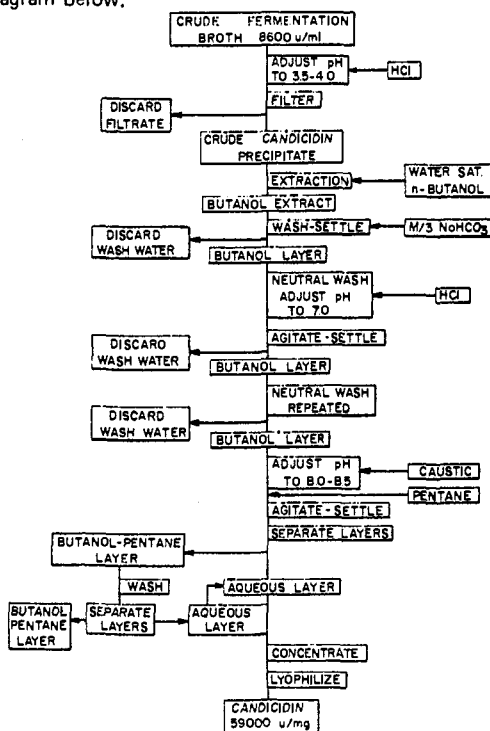 agram below.
CRUDE FERMENTATION
BROTH 8600 u/ml
ADJUST pH
TO 3.5-4.0
HCl
FILTER
DISCARD
FILTRATE
CRUDE CANDICIDIN
PRECIPITATE
EXTRACTION
WATER SAT.
n-BUTANOL
BUTANOL EXTRACT
WASH-SETTLE
M/3 NoHCO3
DISCARD
WASH WATER
BUTANOL LAYER
NEUTRAL WASH
ADJUST pH
TO 7.0
HCl
AGITATE-SETTLE
DISCARD
WASH WATER
BUTANOL LAYER
NEUTRAL WASH
REPEATED
DISCARD
WASH WATER
BUTANOL LAYER
ADJUST pH
TO 8.0-8.5
CAUSTIC
PENTANE
AGITATE-SETTLE
SEPARATE LAYERS
BUTANOL-PENTANE
LAYER
WASH
AQUEOUS LAYER
BUTANOL
PENTANE
LAYER
SEPARATE
LAYERS
AQUEOUS
LAYER
CONCENTRATE
LYOPHILIZE
CANDICIDIN
59000 u/mg